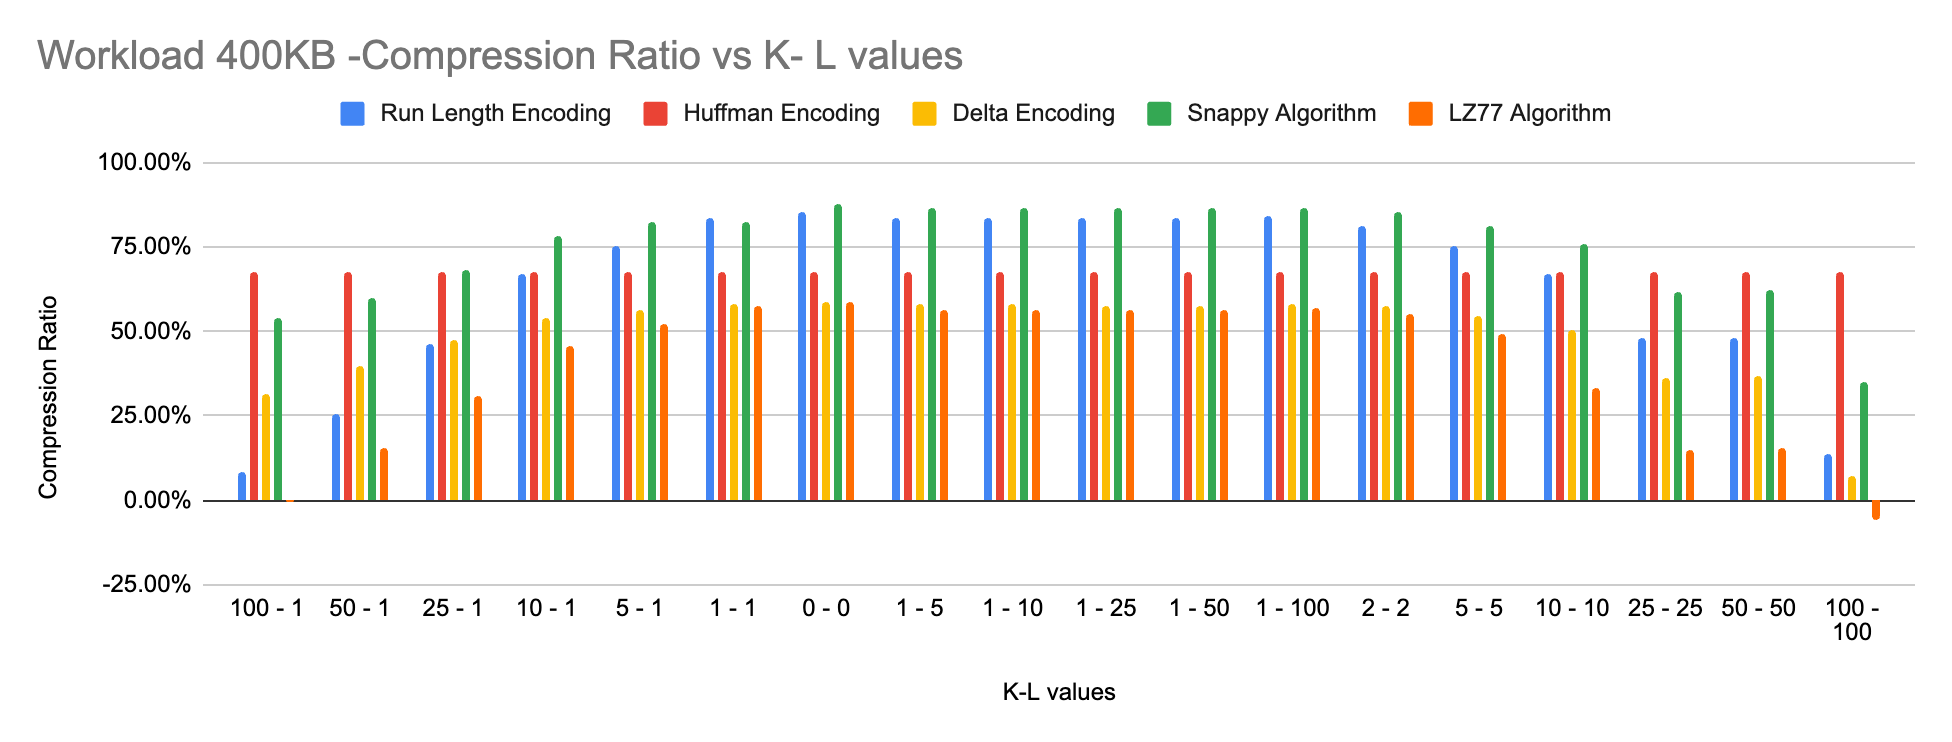 Workload 400KB -Compression Ratio vs K- L values
Run Length Encoding Huffman Encoding Delta Encoding Snappy Algorithm LZ77 Algorithm
100.00%
75.00%
50.00%
25.00%
0.00%
-25.00%
Compression Ratio
100 - 1 50 - 1 25 - 1 10 - 1 5 - 1 1 - 1 0 - 0 1 - 5 1 - 10 1 - 25 1 - 50 1 - 100 2 - 2 5 - 5 10 - 10 25 - 25 50 - 50 100 -
100
K-L values